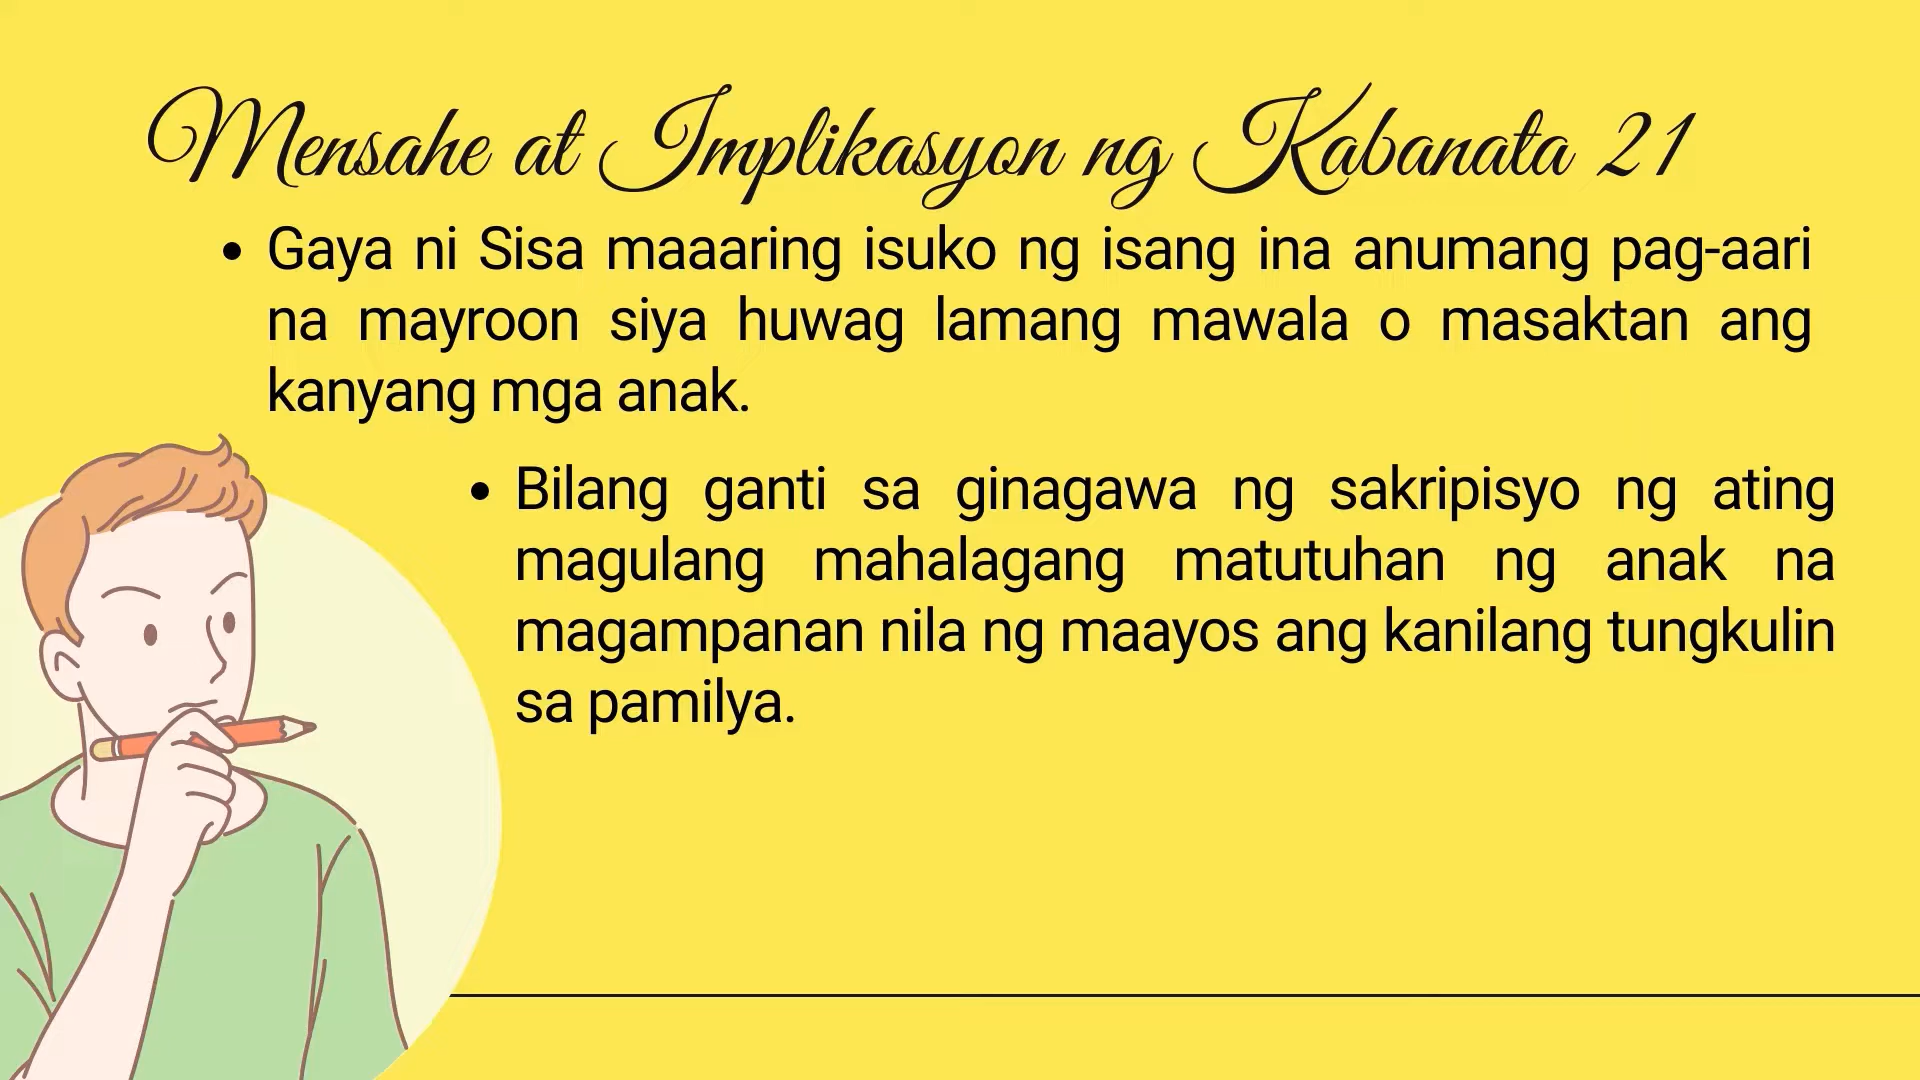 Mensahe at Implikasyon ng Kabanata 21
• Gaya ni Sisa maaaring isuko ng isang ina anumang pag-aari
na mayroon siya huwag lamang mawala o masaktan ang
kanyang mga anak.
• Bilang ganti sa ginagawa ng sakripisyo ng ating
magulang mahalagang matutuhan ng anak na
magampanan nila ng maayos ang kanilang tungkulin
sa pamilya.